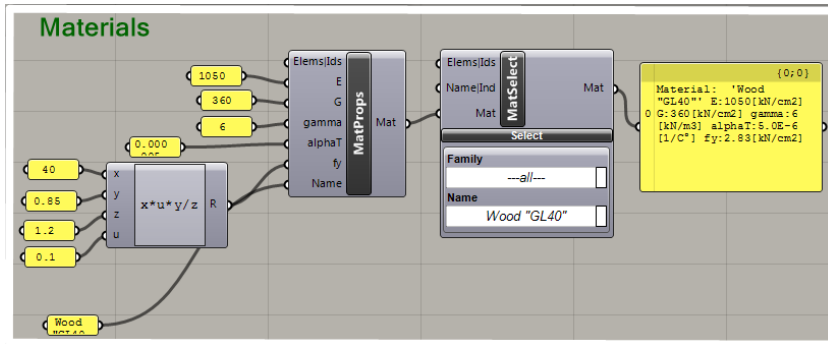 Materials
1050
360
6
0.000
40
0.85
1.2
0.1
Wood
x
y
z
u
x*u*y/z
R
Elems|Ids
E
G
gamma
alphaT
fy
Name
MatProps
Mat
Elems|Ids
Name|Ind
Mat
MatSelect
Mat
Select
Family
---all---
Name
Wood "GL40"
{0;0}
0
Material: 'Wood
"GL40"' E:1050[kN/cm2]
G:360[kN/cm2] gamma:6
[kN/m3] alphaT:5.0E-6
[1/C°] fy:2.83[kN/cm2]